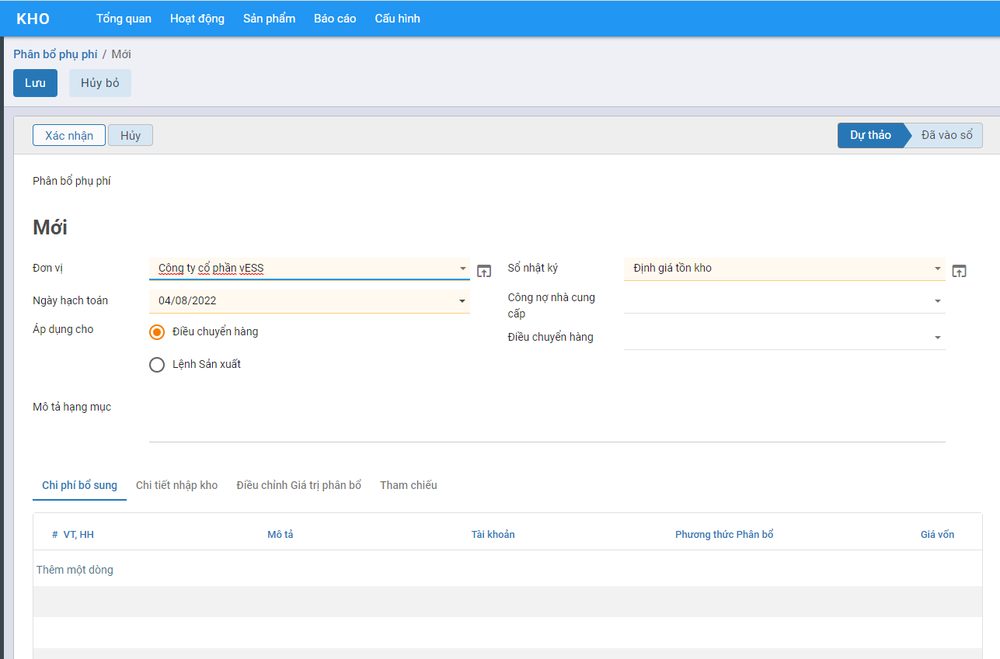 KHO Tổng quan Hoạt động Sản phẩm Báo cáo Cấu hình
Phân bổ phụ phí / Mới
Lưu Hủy bỏ
Xác nhận Hủy Dự thảo Đã vào sổ
Phân bổ phụ phí
Mới
Đơn vị Công ty cổ phần vESS Sổ nhật ký Định giá tồn kho
Ngày hạch toán 04/08/2022 Công nợ nhà cung
cấp
Áp dụng cho Điều chuyển hàng Điều chuyển hàng
Lệnh Sản xuất
Mô tả hạng mục
Chi phí bổ sung Chi tiết nhập kho Điều chỉnh Giá trị phân bổ Tham chiếu
# VT, HH Mô tả Tài khoản Phương thức Phân bổ Giá vốn
Thêm một dòng